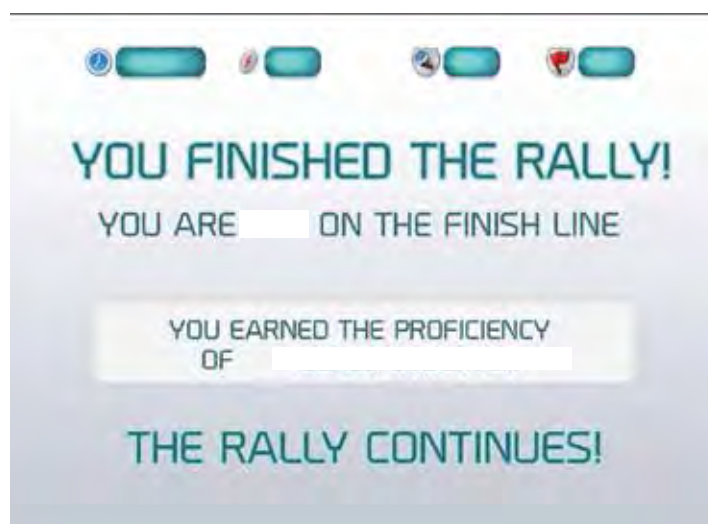 YOU FINISHED THE RALLY!
YOU ARE ON THE FINISH LINE
YOU EARNED THE PROFICIENCY
OF
THE RALLY CONTINUES!